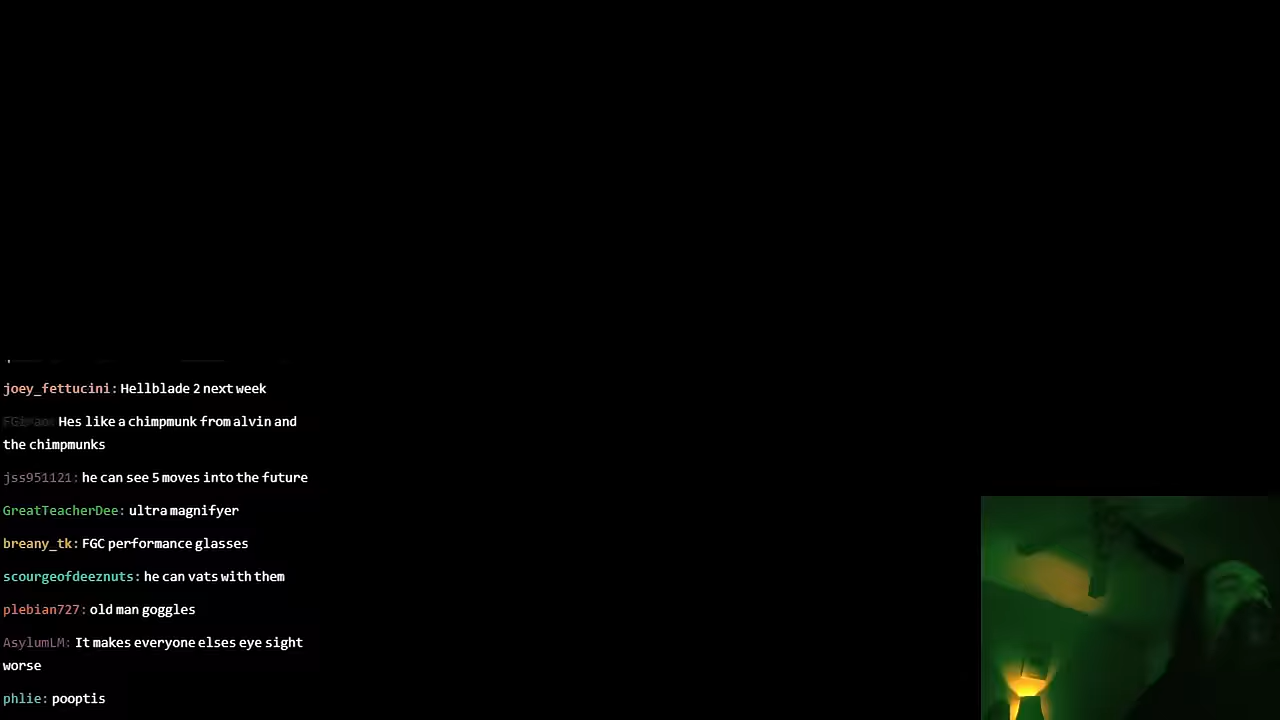 joey_fettucini: Hellblade 2 next week
Hes like a chimpmunk from alvin and
the chimpmunks
jss951121: he can see 5 moves into the future
GreatTeacherDee: ultra magnifyer
breany_tk: FGC performance glasses
scourgeofdeeznuts: he can vats with them
plebian727: old man goggles
AsylumLM: It makes everyone elses eye sight
worse
phlie: pooptis